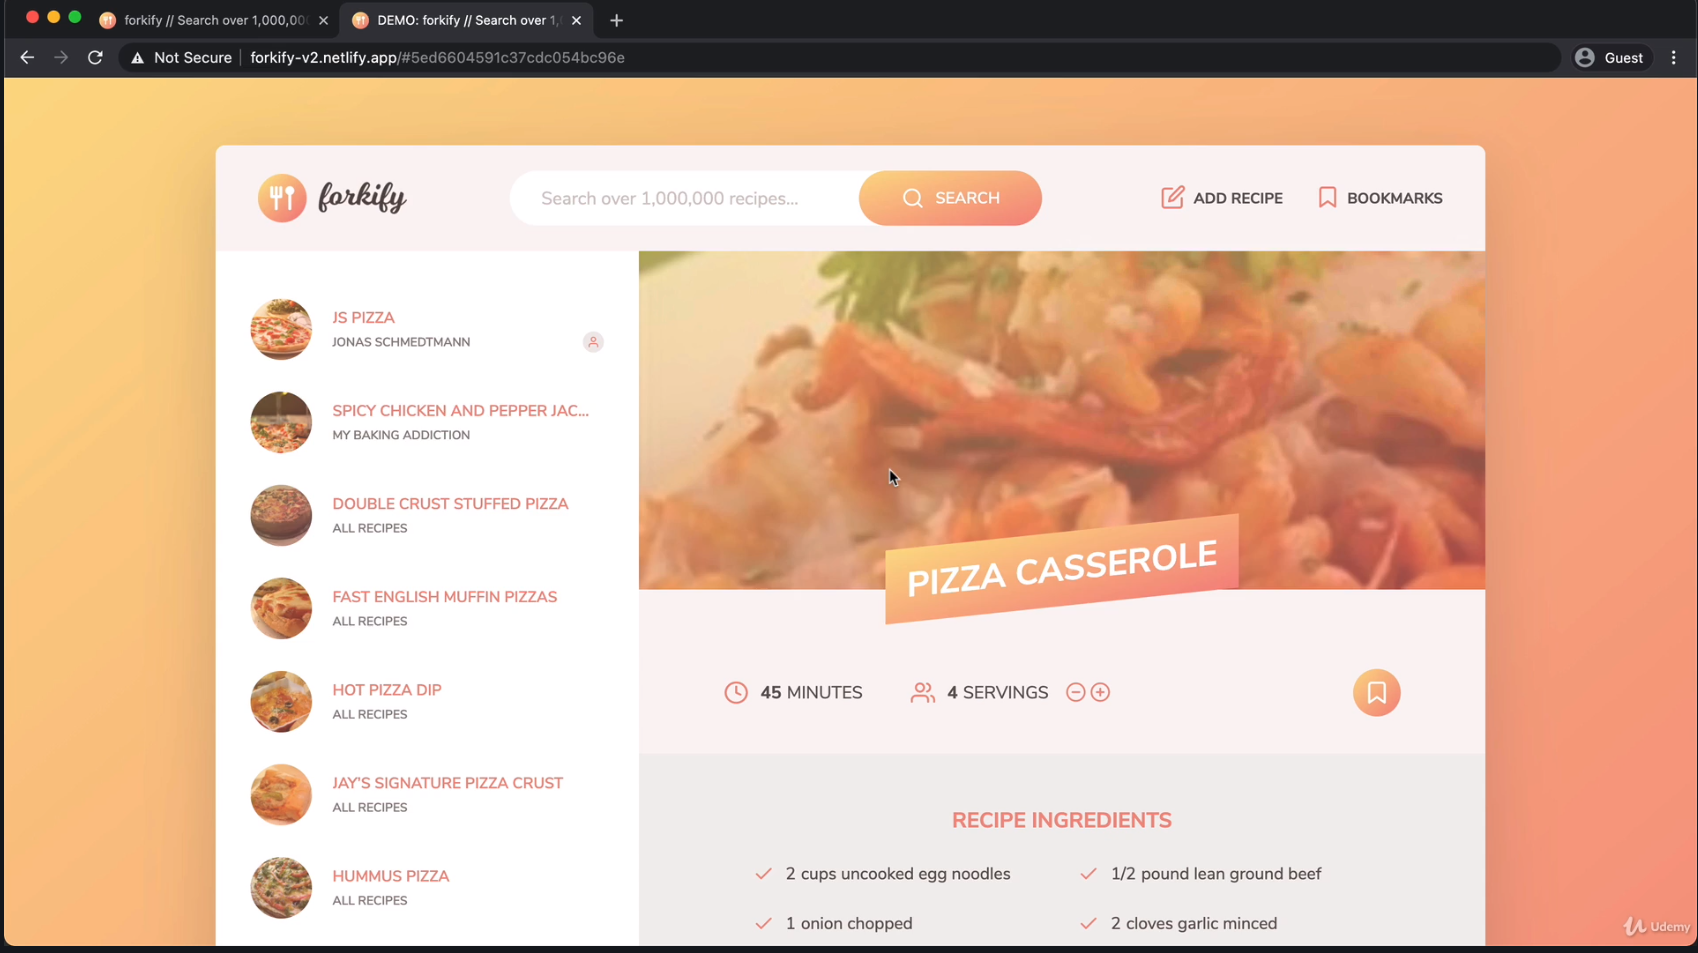 forkify // Search over 1,000,00
DEMO: forkify // Search over 1,
Not Secure
forkify-v2.netlify.app/#5ed6604591c37cdc054bc96e
Guest
forkify
Search over 1,000,000 recipes...
SEARCH
ADD RECIPE
BOOKMARKS
JS PIZZA
JONAS SCHMEDTMANN
SPICY CHICKEN AND PEPPER JAC...
MY BAKING ADDICTION
DOUBLE CRUST STUFFED PIZZA
ALL RECIPES
FAST ENGLISH MUFFIN PIZZAS
ALL RECIPES
HOT PIZZA DIP
ALL RECIPES
JAY'S SIGNATURE PIZZA CRUST
ALL RECIPES
HUMMUS PIZZA
ALL RECIPES
PIZZA CASSEROLE
45 MINUTES
4 SERVINGS
RECIPE INGREDIENTS
2 cups uncooked egg noodles
1/2 pound lean ground beef
1 onion chopped
2 cloves garlic minced
Udemy